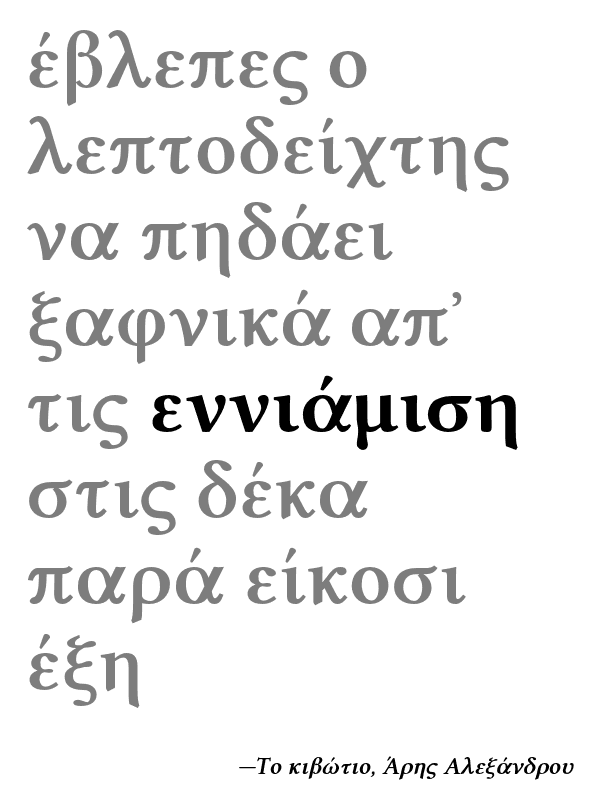 έβλεπες ο
λεπτοδείχτης
να πηδάει
ξαφνικά απ’
τις εννιάμιση
στις δέκα
παρά είκοσι
έξη
—Το κιβώτιο, Άρης Αλεξάνδρου